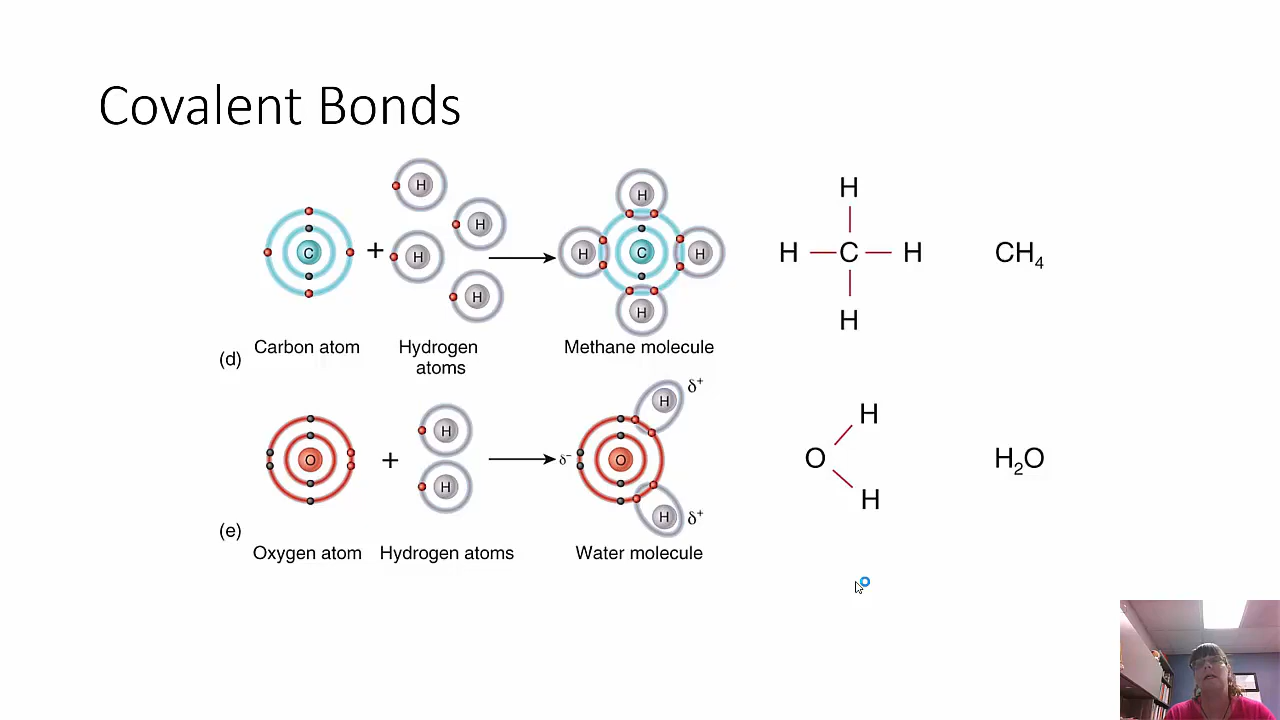 Covalent Bonds
H
H
H
H
C
+
H
H
C
H
H
H
H C H
H
CH₄
Carbon atom
Hydrogen
atoms
Methane molecule
(d)
δ⁺
H
H
O
+
H
H
δ⁻
O
H
δ⁺
H
O
H
H₂O
(e)
Oxygen atom
Hydrogen atoms
Water molecule